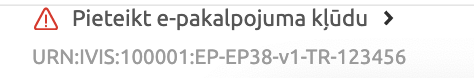 Pieteikt e-pakalpojuma kļūdu
URN:IVIS:100001:EP-EP38-v1-TR-123456